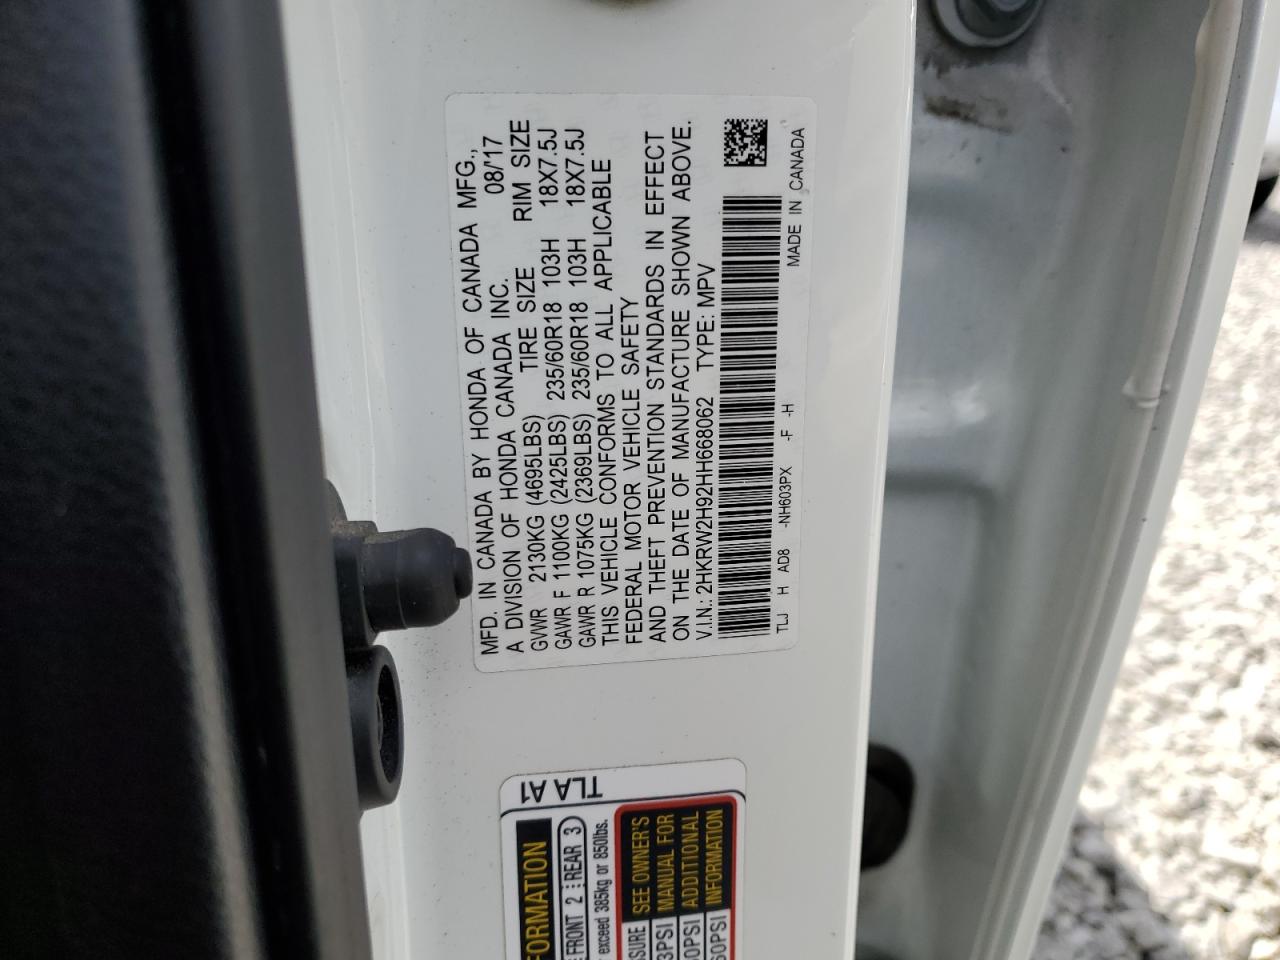 MFD. IN CANADA BY HONDA OF CANADA MFG.,
A DIVISION OF HONDA CANADA INC. 08/'17
GVWR 2130KG (4695LBS) TIRE SIZE RIM SIZE
GAWR F 1100KG (2425LBS) 235/60R18 103H 18X7.5J
GAWR R 1075KG (2369LBS) 235/60R18 103H 18X7.5J
THIS VEHICLE CONFORMS TO ALL APPLICABLE
FEDERAL MOTOR VEHICLE SAFETY
AND THEFT PREVENTION STANDARDS IN EFFECT
ON THE DATE OF MANUFACTURE SHOWN ABOVE.
V.I.N.: 2HKRW2H92HH668062 TYPE: MPV
TLJ H AD8 -NH603PX -F -H MADE IN CANADA
TLA A1
FRONT 2 REAR 3
exceed 385kg or 850lbs.
SEE OWNER'S
MANUAL FOR
ADDITIONAL
INFORMATION